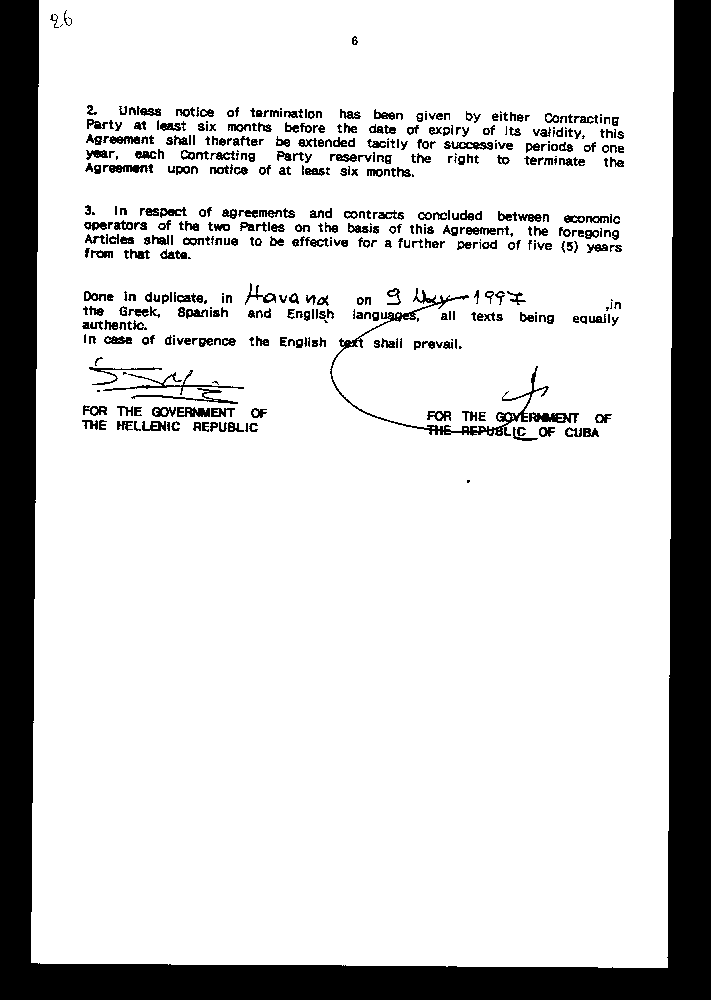 26
6
2. Unless notice of termination has been given by either Contracting
Party at least six months before the date of expiry of its validity, this
Agreement shall therafter be extended tacitly for successive periods of one
year, each Contracting Party reserving the right to terminate the
Agreement upon notice of at least six months.
3. In respect of agreements and contracts concluded between economic
operators of the two Parties on the basis of this Agreement, the foregoing
Articles shall continue to be effective for a further period of five (5) years
from that date.
Done in duplicate, in Havana on 9 May 1997 ,in
the Greek, Spanish and English languages, all texts being equally
authentic.
In case of divergence the English text shall prevail.
FOR THE GOVERNMENT OF
THE HELLENIC REPUBLIC
FOR THE GOVERNMENT OF
THE REPUBLIC OF CUBA